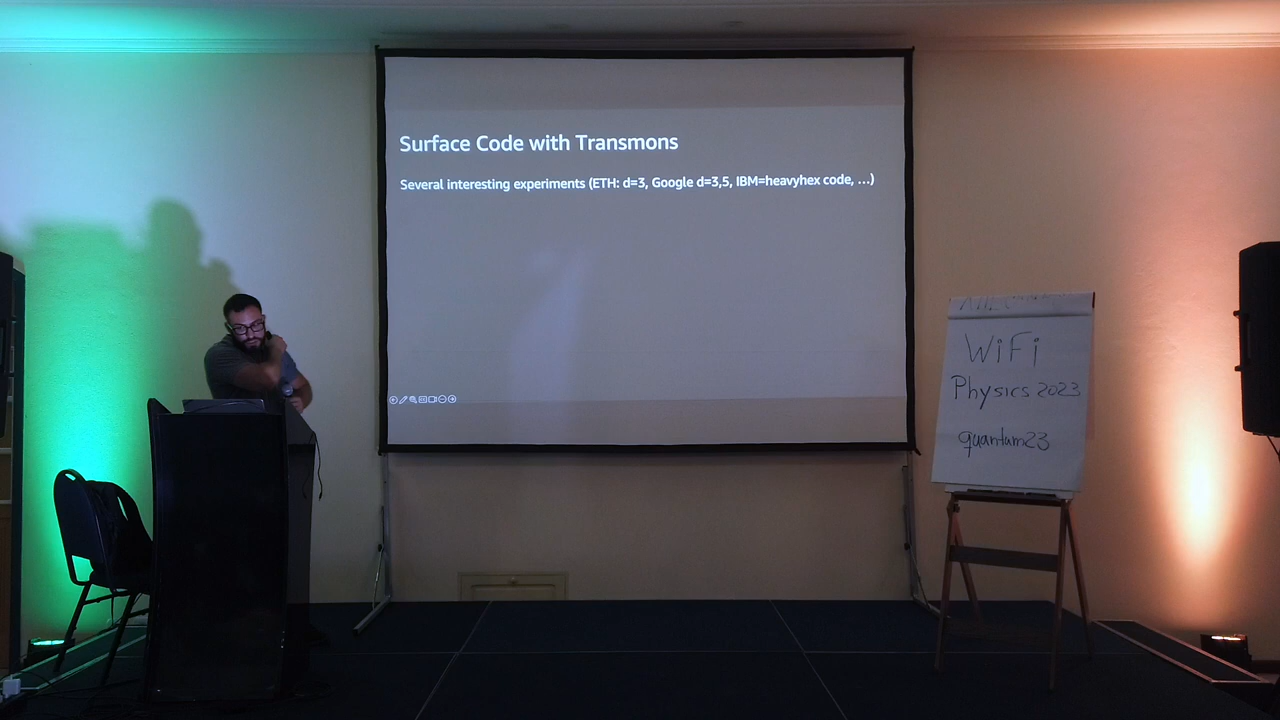 Surface Code with Transmons
Several interesting experiments (ETH: d=3, Google d=3,5, IBM=heavyhex code, ...)
WiFi
Physics 2023
quantum23